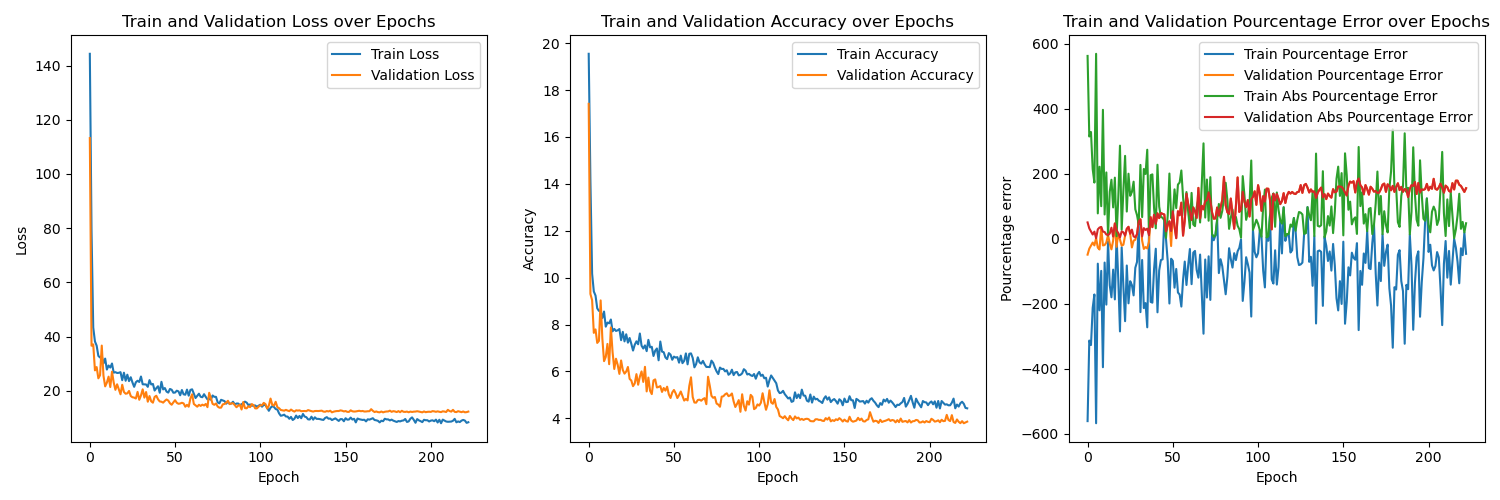 Train and Validation Loss over Epochs
Train Loss
Validation Loss
140
120
100
80
60
40
20
Loss
0
50
100
150
200
Epoch
Train and Validation Accuracy over Epochs
Train Accuracy
Validation Accuracy
20
18
16
14
12
10
8
6
4
Accuracy
0
50
100
150
200
Epoch
Train and Validation Pourcentage Error over Epochs
Train Pourcentage Error
Validation Pourcentage Error
Train Abs Pourcentage Error
Validation Abs Pourcentage Error
600
400
200
0
−200
−400
−600
Pourcentage error
0
50
100
150
200
Epoch